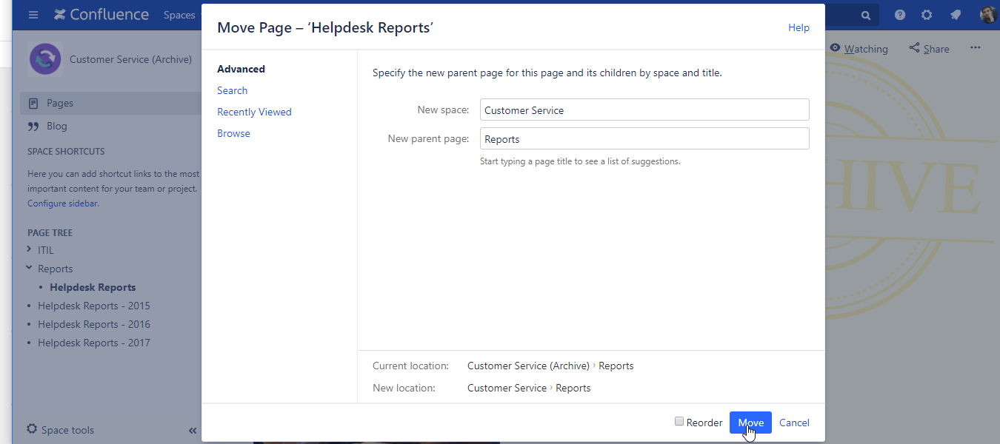 Confluence
Spaces
Customer Service (Archive)
Pages
Blog
SPACE SHORTCUTS
Here you can add shortcut links to the most
important content for your team or project.
Configure sidebar.
PAGE TREE
ITIL
Reports
Helpdesk Reports
Helpdesk Reports - 2015
Helpdesk Reports - 2016
Helpdesk Reports - 2017
Space tools
Move Page – ‘Helpdesk Reports’
Help
Advanced
Search
Recently Viewed
Browse
Specify the new parent page for this page and its children by space and title.
New space: Customer Service
New parent page: Reports
Start typing a page title to see a list of suggestions.
Current location: Customer Service (Archive) › Reports
New location: Customer Service › Reports
Reorder Move Cancel
Watching Share
HIVE